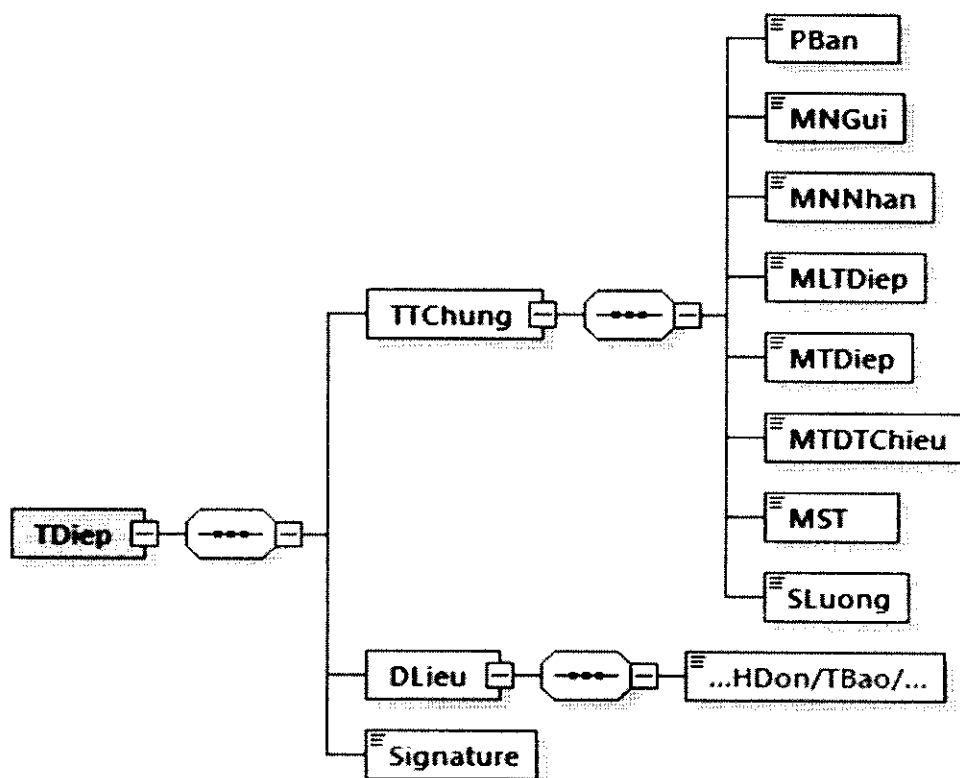 PBan
MNGui
MNNhan
MLTDiep
TTChung
MTDiep
MTDTChieu
MST
TDiep
SLuong
DLieu
...HDon/TBao/...
Signature